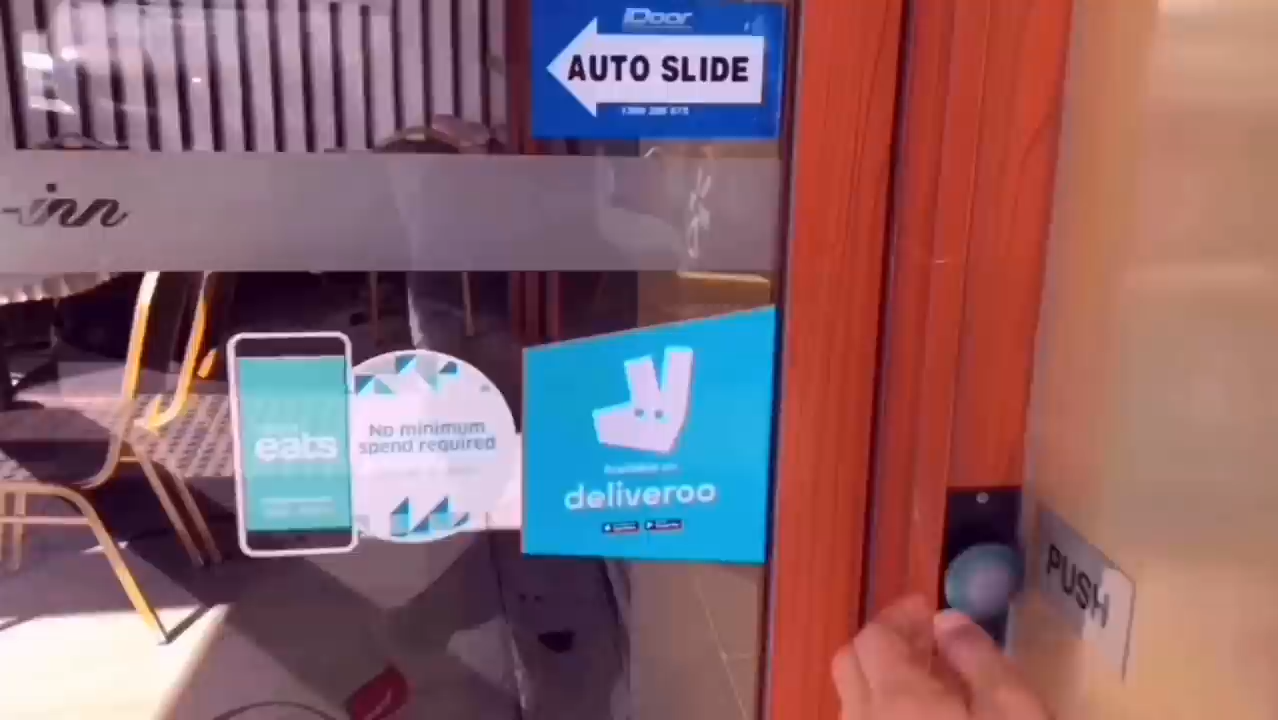 iDoor
AUTO SLIDE
-inn
eats
No minimum
spend required
Available on
deliveroo
PUSH